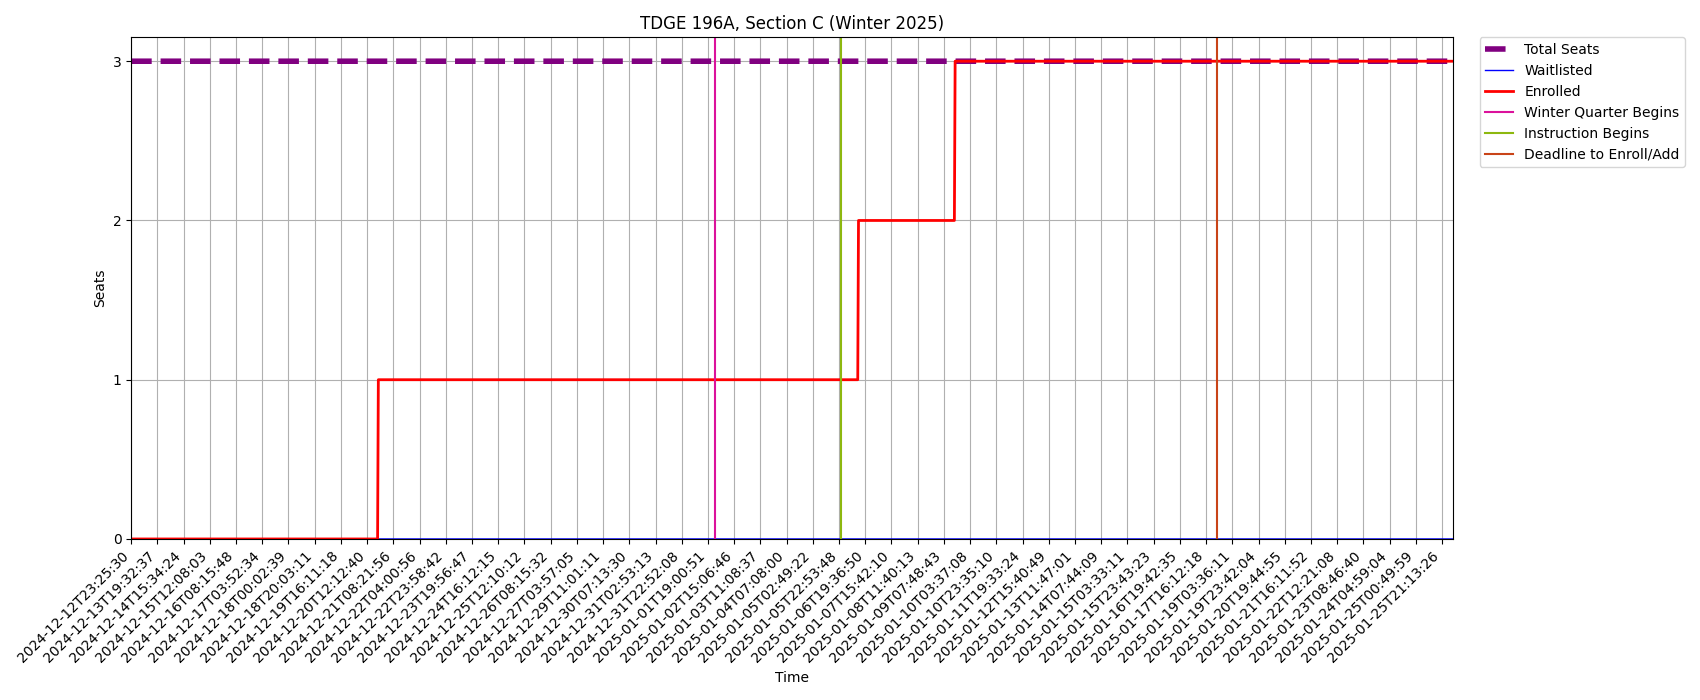 TDGE 196A, Section C (Winter 2025)
Total Seats
Waitlisted
Enrolled
Winter Quarter Begins
Instruction Begins
Deadline to Enroll/Add
Seats
3
2
1
0
2024-12-12T23:25:30
2024-12-13T19:32:37
2024-12-14T15:34:24
2024-12-15T12:08:03
2024-12-16T08:15:48
2024-12-17T03:52:34
2024-12-18T00:02:39
2024-12-18T20:03:11
2024-12-19T16:11:18
2024-12-20T12:12:40
2024-12-21T08:21:56
2024-12-22T04:00:56
2024-12-22T23:58:42
2024-12-23T19:56:47
2024-12-24T16:12:15
2024-12-25T12:10:12
2024-12-26T08:15:32
2024-12-27T03:57:05
2024-12-29T11:01:11
2024-12-30T07:13:30
2024-12-31T02:53:13
2024-12-31T22:52:08
2025-01-01T19:00:51
2025-01-02T15:06:46
2025-01-03T11:08:37
2025-01-04T07:08:00
2025-01-05T02:49:22
2025-01-05T22:53:48
2025-01-06T19:36:50
2025-01-07T15:42:10
2025-01-08T11:40:13
2025-01-09T07:48:43
2025-01-10T03:37:08
2025-01-10T23:35:10
2025-01-11T19:33:24
2025-01-12T15:40:49
2025-01-13T11:47:01
2025-01-14T07:44:09
2025-01-15T03:33:11
2025-01-15T23:43:23
2025-01-16T19:42:35
2025-01-17T16:12:18
2025-01-19T03:36:11
2025-01-19T23:42:04
2025-01-20T19:44:55
2025-01-21T16:11:52
2025-01-22T12:21:08
2025-01-23T08:46:40
2025-01-24T04:59:04
2025-01-25T00:49:59
2025-01-25T21:13:26
Time